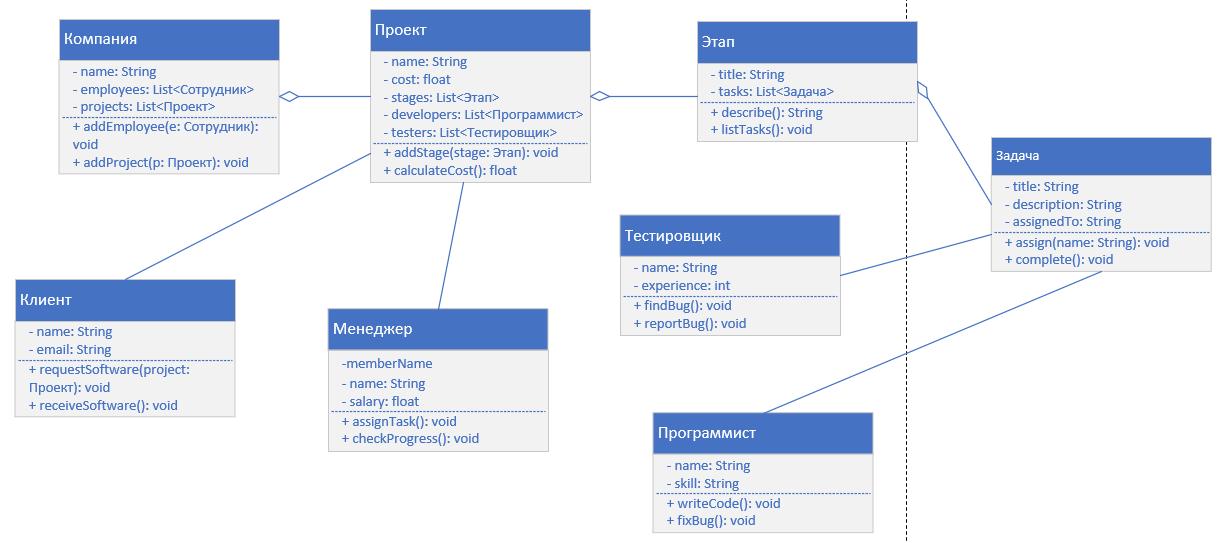 Компания
- name: String
- employees: List<Сотрудник>
- projects: List<Проект>
+ addEmployee(e: Сотрудник):
void
+ addProject(p: Проект): void
Проект
- name: String
- cost: float
- stages: List<Этап>
- developers: List<Программист>
- testers: List<Тестировщик>
+ addStage(stage: Этап): void
+ calculateCost(): float
Этап
- title: String
- tasks: List<Задача>
+ describe(): String
+ listTasks(): void
Задача
- title: String
- description: String
- assignedTo: String
+ assign(name: String): void
+ complete(): void
Тестировщик
- name: String
- experience: int
+ findBug(): void
+ reportBug(): void
Клиент
- name: String
- email: String
+ requestSoftware(project:
Проект): void
+ receiveSoftware(): void
Менеджер
-memberName
- name: String
- salary: float
+ assignTask(): void
+ checkProgress(): void
Программист
- name: String
- skill: String
+ writeCode(): void
+ fixBug(): void